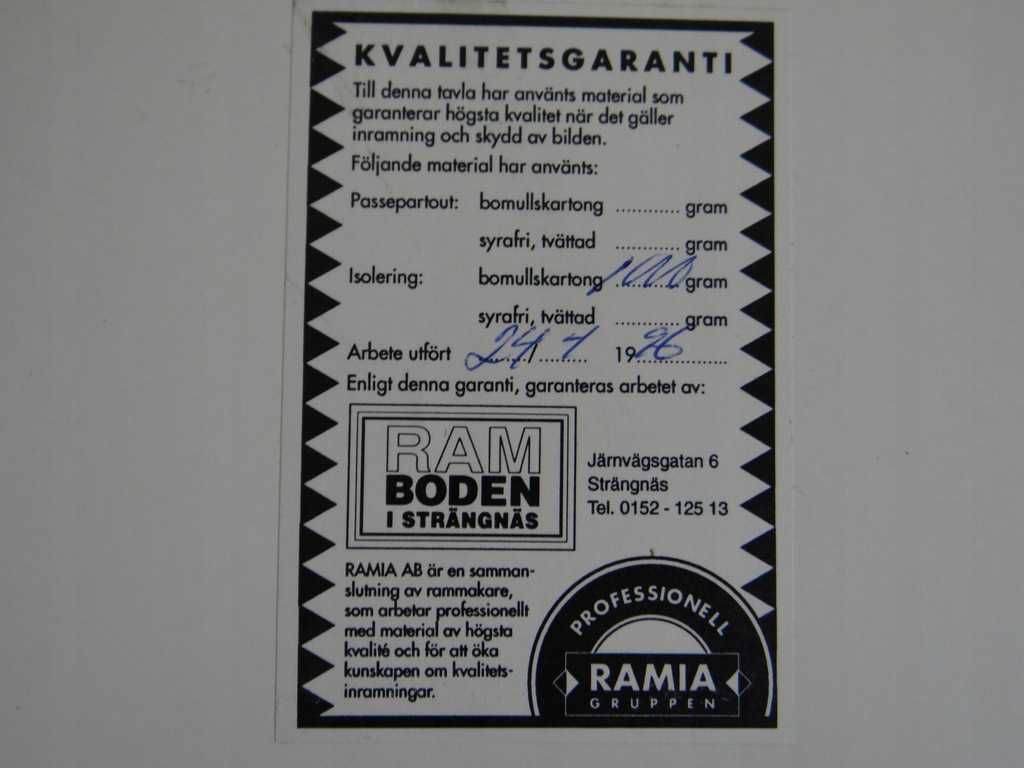 KVALITETSGARANTI
Till denna tavla har använts material som
garanterar högsta kvalitet när det gäller
inramning och skydd av bilden.
Följande material har använts:
Passepartout: bomullskartong ............ gram
syrafri, tvättad ............ gram
Isolering: bomullskartong 100 gram
syrafri, tvättad ............ gram
Arbete utfört 24/4 1996
Enligt denna garanti, garanteras arbetet av:
RAM
BODEN
I STRÄNGNÄS
Järnvägsgatan 6
Strängnäs
Tel. 0152 - 125 13
RAMIA AB är en samman-
slutning av rammakare,
som arbetar professionellt
med material av högsta
kvalité och för att öka
kunskapen om kvalitets-
inramningar.
PROFESSIONELL
RAMIA
GRUPPEN